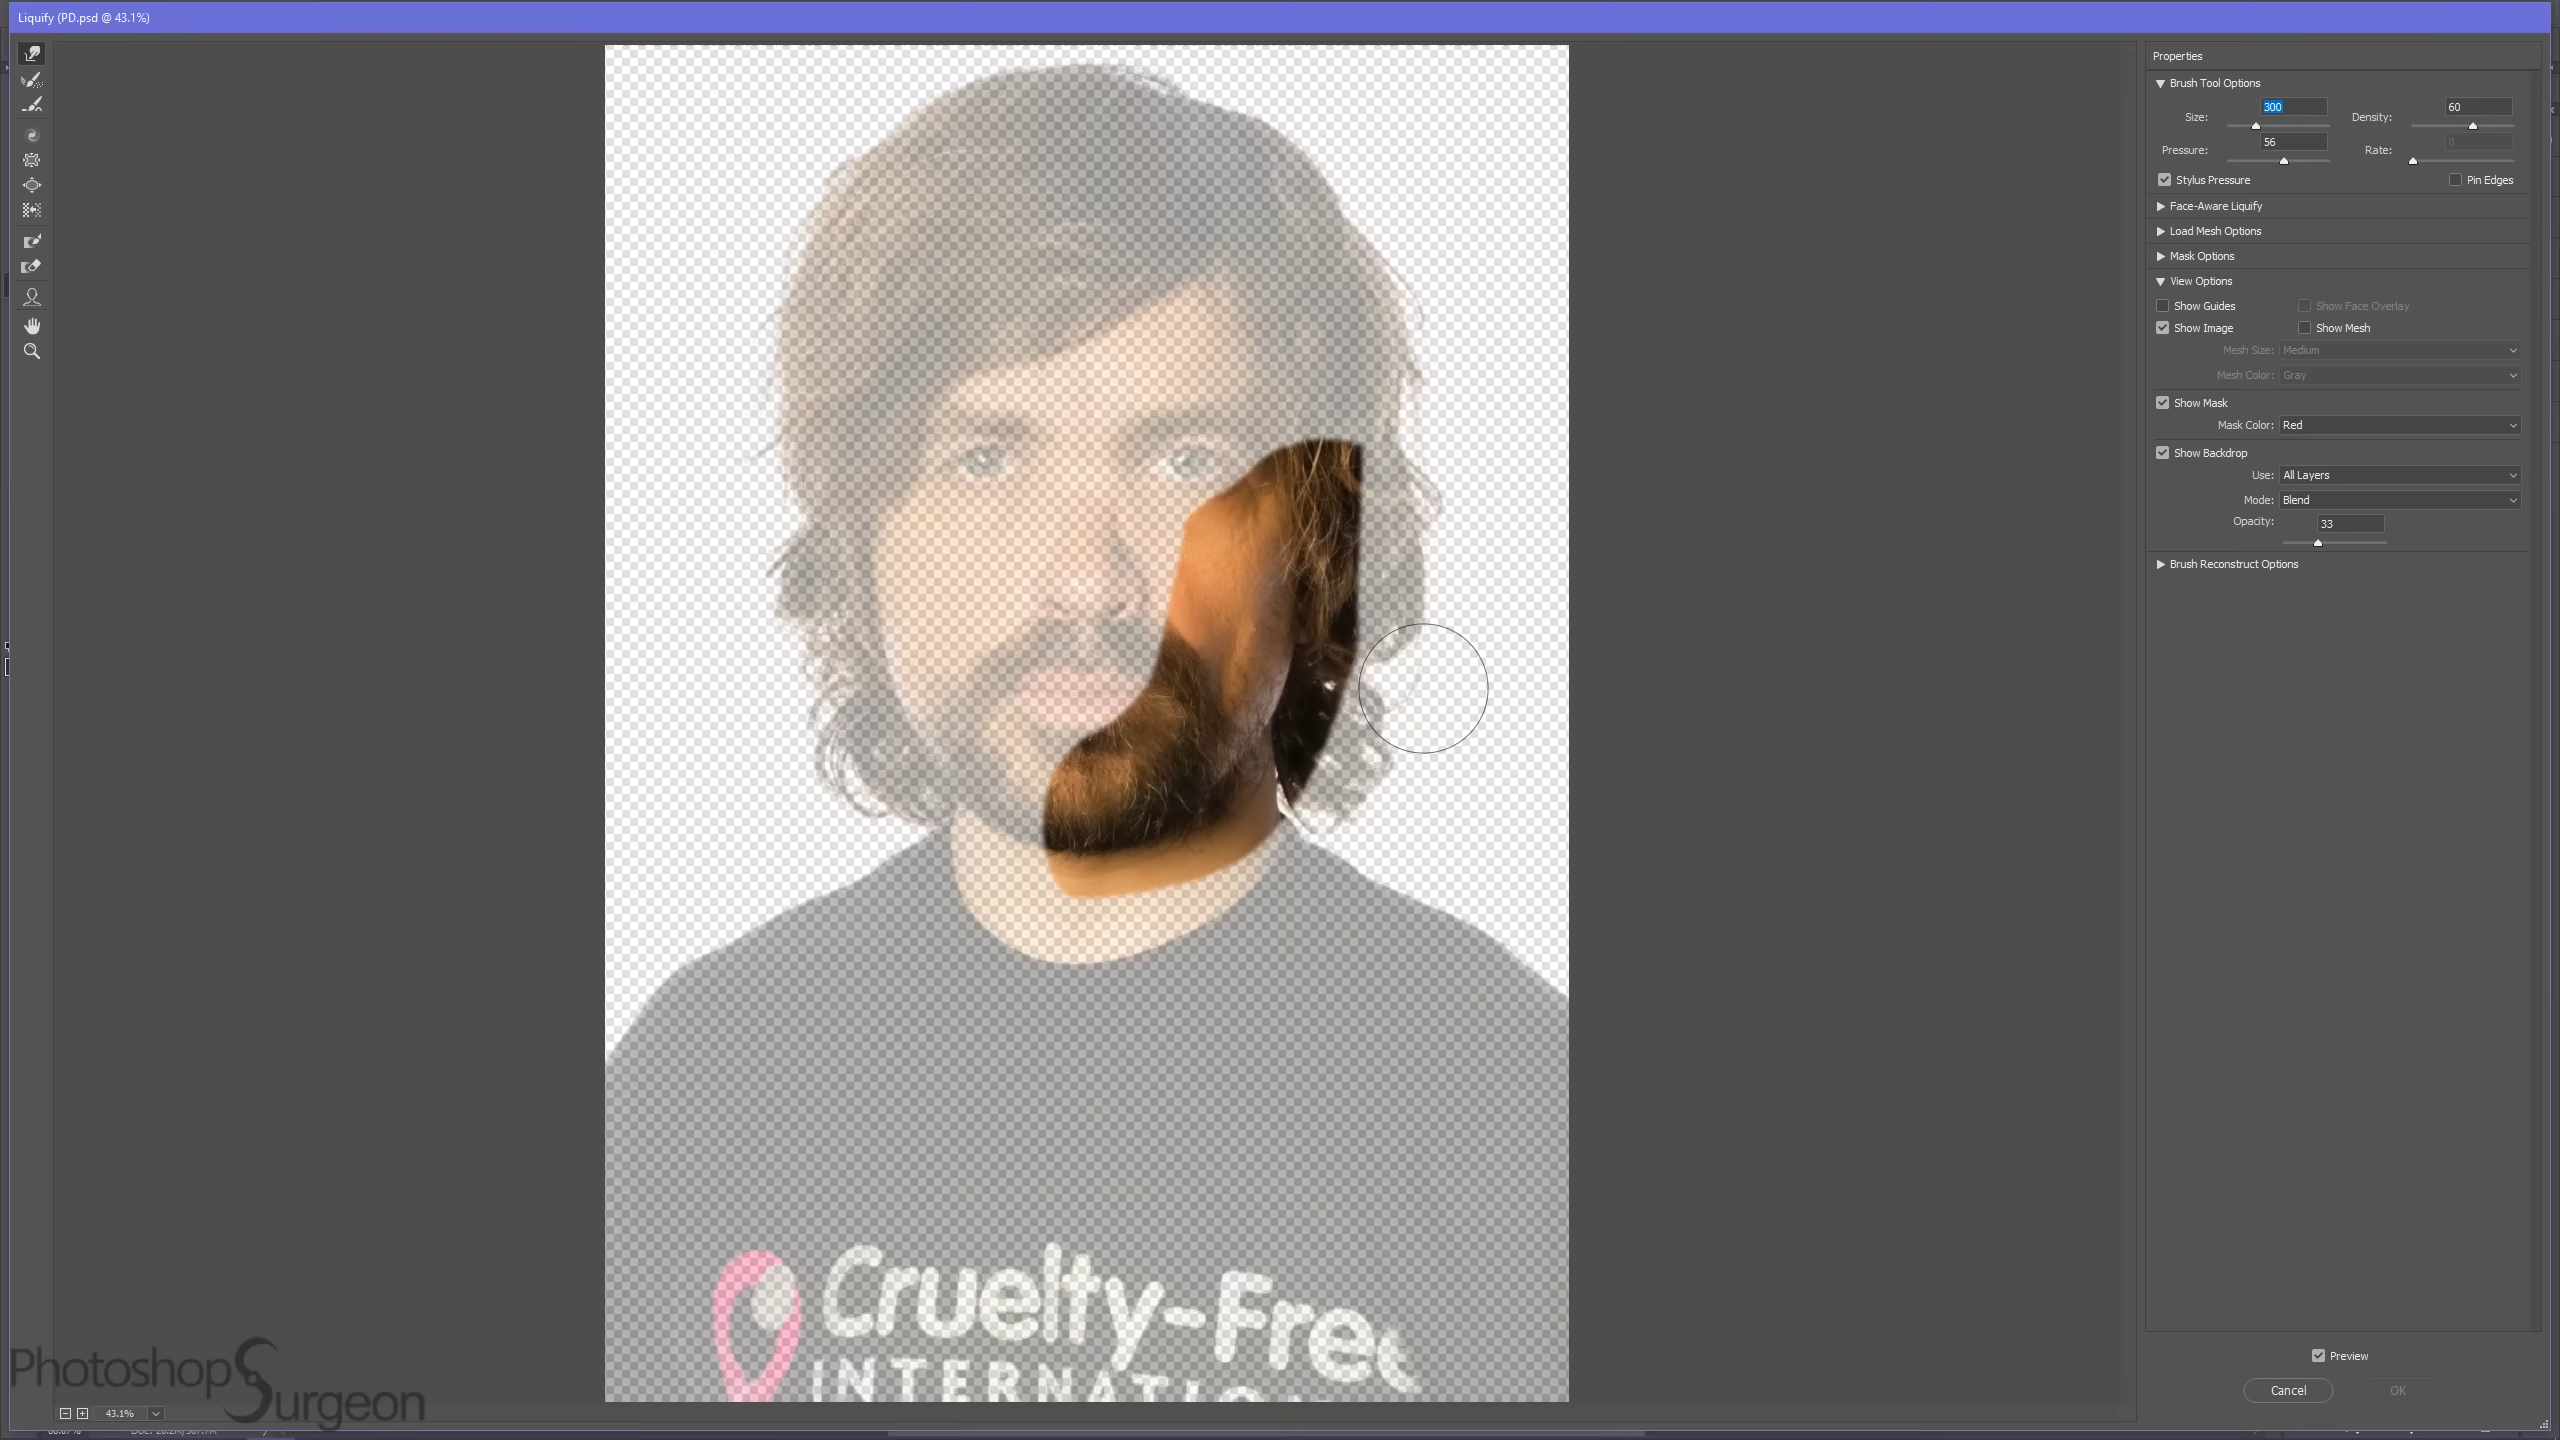 Liquify (PD.psd @ 43.1%)
Properties
Brush Tool Options
Size: 300
Density: 60
Pressure: 56
Rate: 0
Stylus Pressure
Pin Edges
Face-Aware Liquify
Load Mesh Options
Mask Options
View Options
Show Guides
Show Face Overlay
Show Image
Show Mesh
Mesh Size: Medium
Mesh Color: Gray
Show Mask
Mask Color: Red
Show Backdrop
Use: All Layers
Mode: Blend
Opacity: 33
Brush Reconstruct Options
Cruelty-Free
Photoshop Surgeon
Preview
Cancel
OK
43.1%